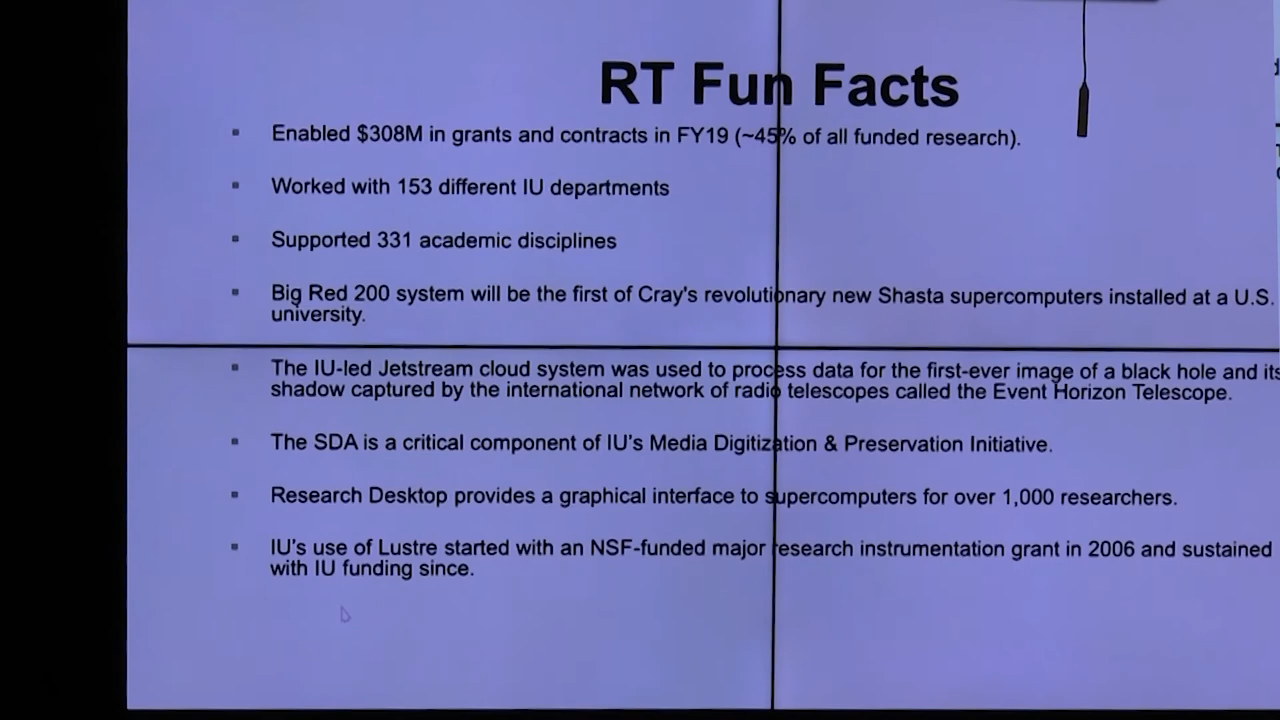 RT Fun Facts
Enabled $308M in grants and contracts in FY19 (~45% of all funded research).
Worked with 153 different IU departments
Supported 331 academic disciplines
Big Red 200 system will be the first of Cray's revolutionary new Shasta supercomputers installed at a U.S.
university.
The IU-led Jetstream cloud system was used to process data for the first-ever image of a black hole and its
shadow captured by the international network of radio telescopes called the Event Horizon Telescope.
The SDA is a critical component of IU's Media Digitization & Preservation Initiative.
Research Desktop provides a graphical interface to supercomputers for over 1,000 researchers.
IU's use of Lustre started with an NSF-funded major research instrumentation grant in 2006 and sustained
with IU funding since.